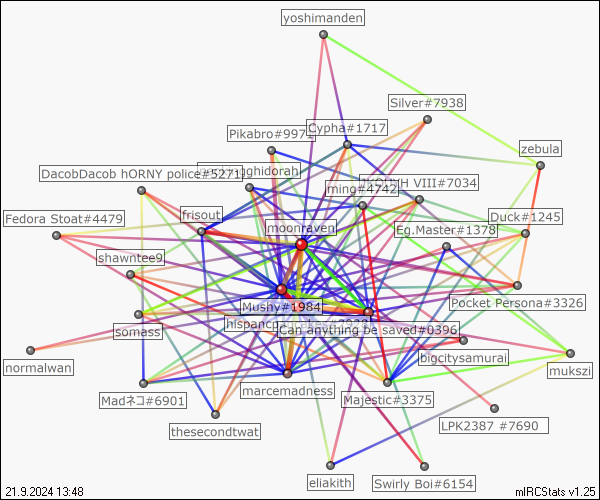 yoshimanden
Silver#7938
Pikabro#997
Cypha#1717
zebula
DacobDacob hORNY police#5271
ghidorah
ming#4742
VIII#7034
Fedora Stoat#4479
frisout
Duck#1245
moonraven
Eg.Master#1378
shawntee9
Pocket Persona#3326
Mushy#1984
somass
hispanc
Can anything be saved#0396
bigcitysamurai
normalwan
mukszi
marcemadness
Madネコ#6901
Majestic#3375
LPK2387 #7690
thesecondtwat
eliakith
Swirly Boi#6154
21.9.2024 13:48
mIRCStats v1.25